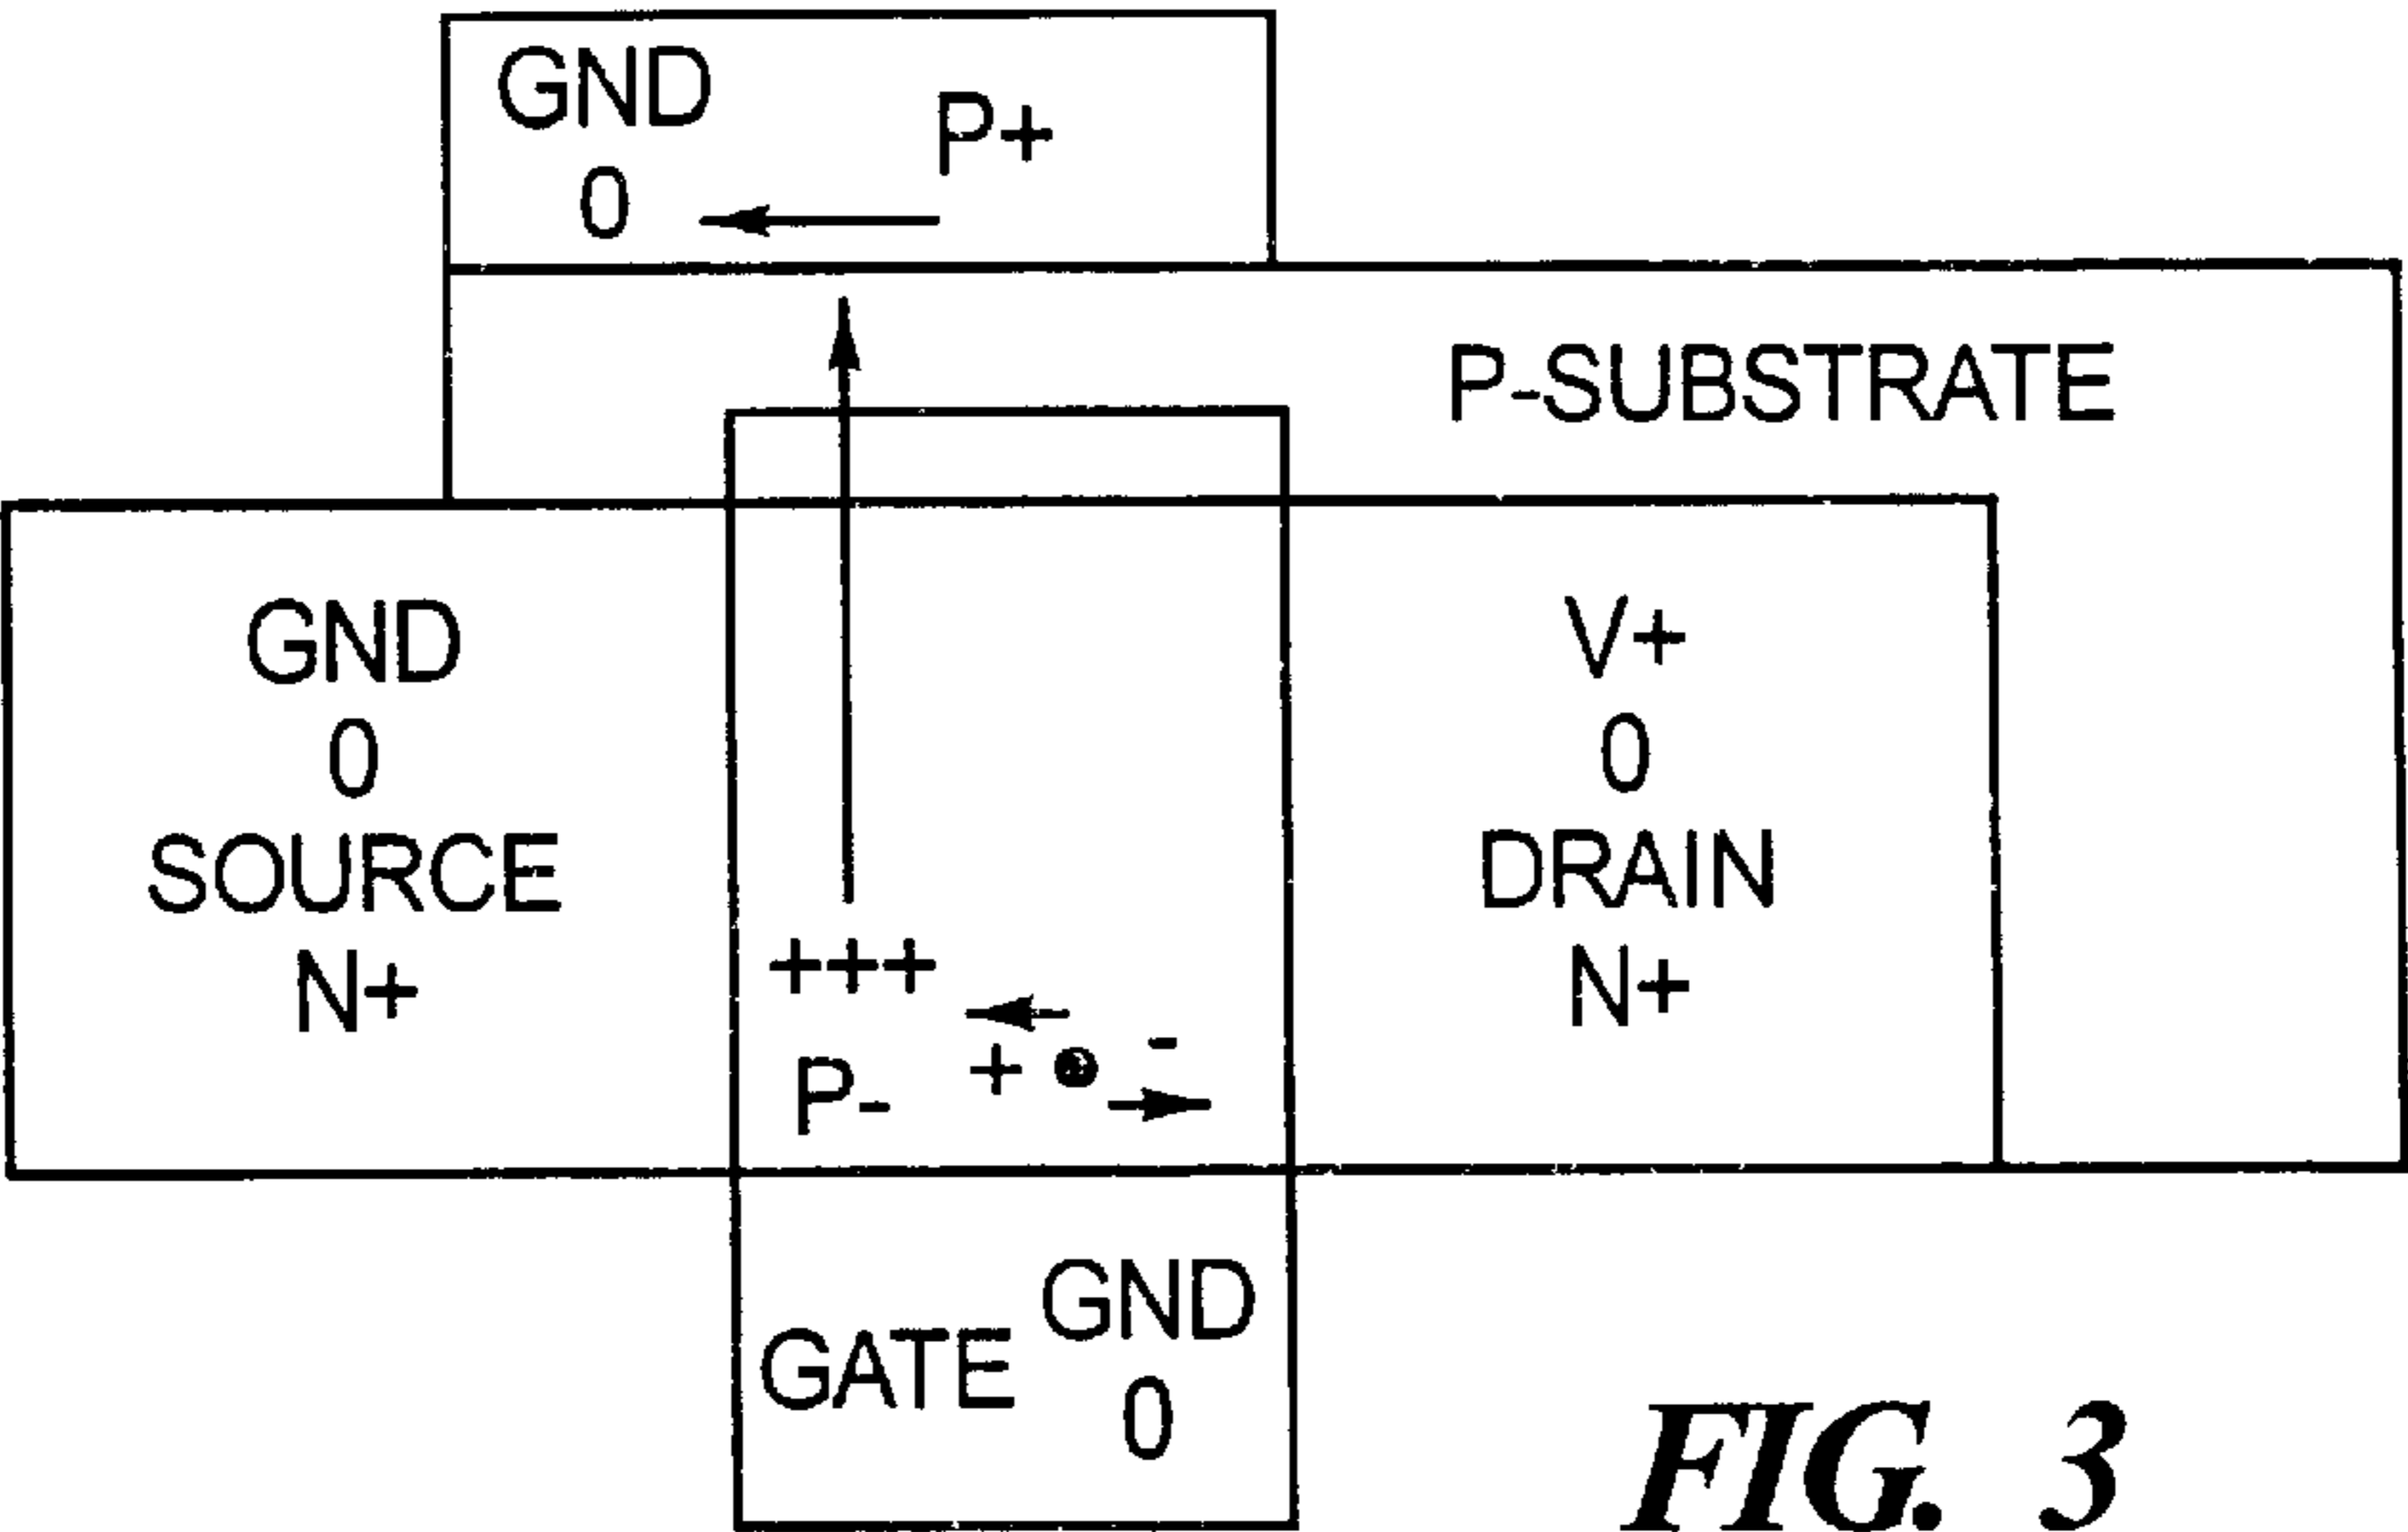 GND
P+
0
P-SUBSTRATE
GND
0
SOURCE
N+
V+
0
DRAIN
N+
+++
P-
+
-
GATE
GND
0
FIG. 3